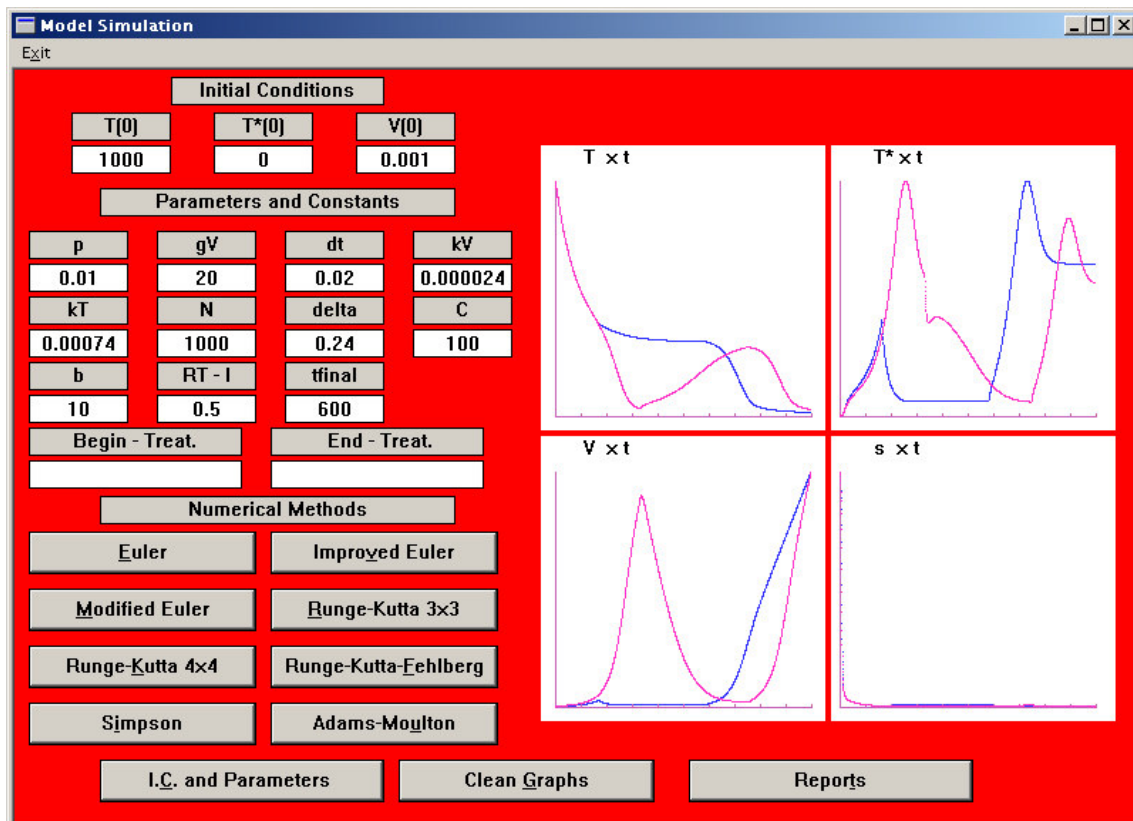 Model Simulation
Exit
Initial Conditions
T(0) T*(0) V(0)
1000 0 0.001
Parameters and Constants
p gV dt kV
0.01 20 0.02 0.000024
kT N delta C
0.00074 1000 0.24 100
b RT - I tfinal
10 0.5 600
Begin - Treat. End - Treat.
Numerical Methods
Euler Improved Euler
Modified Euler Runge-Kutta 3x3
Runge-Kutta 4x4 Runge-Kutta-Fehlberg
Simpson Adams-Moulton
T x t T* x t
V x t s x t
I.C. and Parameters Clean Graphs Reports